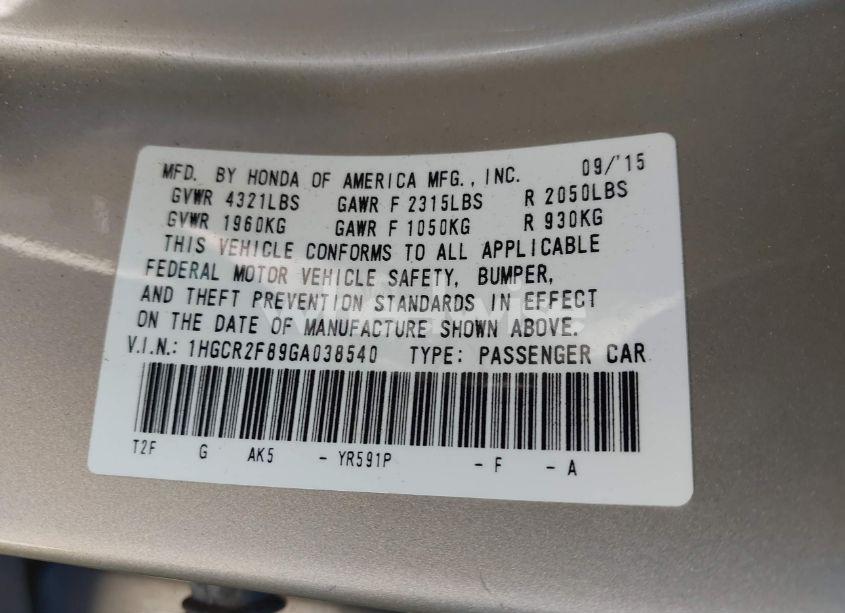 MFD. BY HONDA OF AMERICA MFG., INC. 09/'15
GVWR 4321LBS GAWR F 2315LBS R 2050LBS
GVWR 1960KG GAWR F 1050KG R 930KG
THIS VEHICLE CONFORMS TO ALL APPLICABLE
FEDERAL MOTOR VEHICLE SAFETY, BUMPER,
AND THEFT PREVENTION STANDARDS IN EFFECT
ON THE DATE OF MANUFACTURE SHOWN ABOVE.
V.I.N.: 1HGCR2F89GA038540 TYPE: PASSENGER CAR
T2F G AK5 - YR591P - F - A